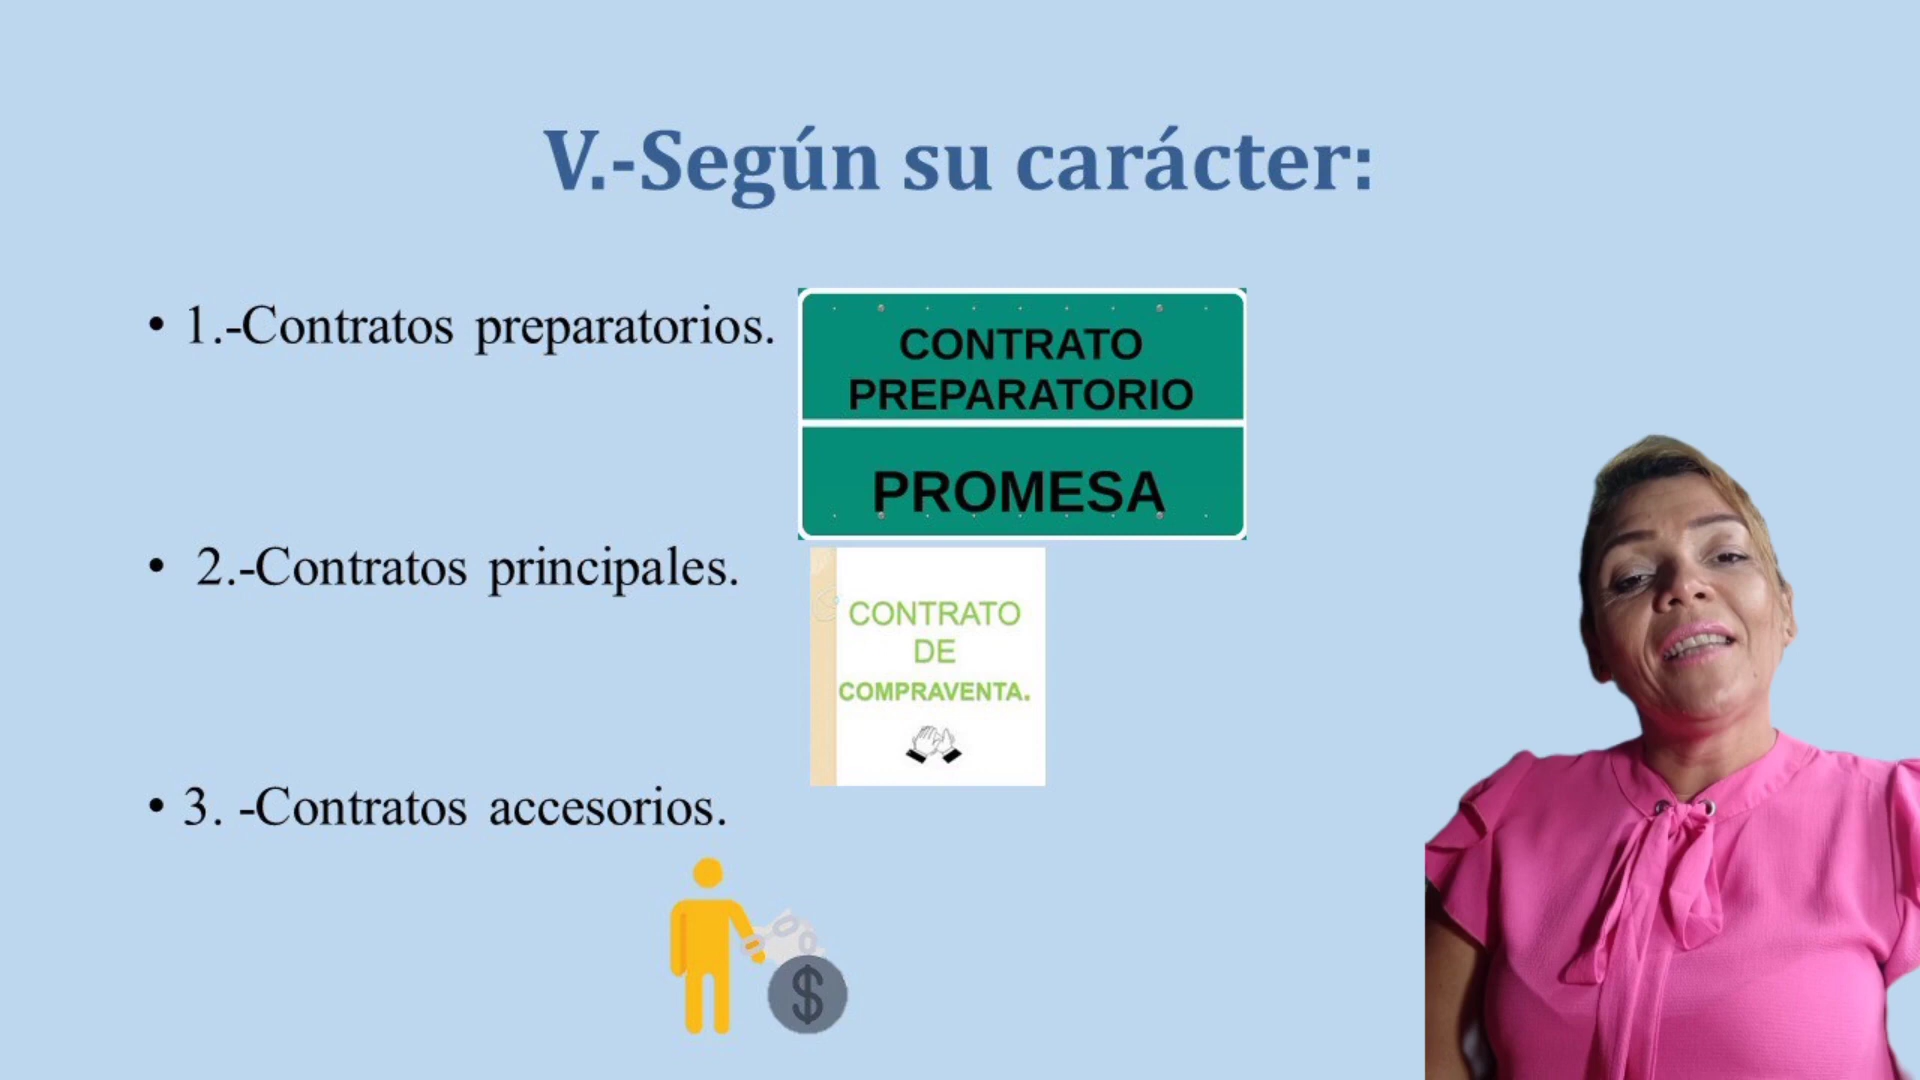 V.-Según su carácter:
• 1.-Contratos preparatorios.
CONTRATO
PREPARATORIO
PROMESA
• 2.-Contratos principales.
CONTRATO
DE
COMPRAVENTA.
• 3. -Contratos accesorios.
$